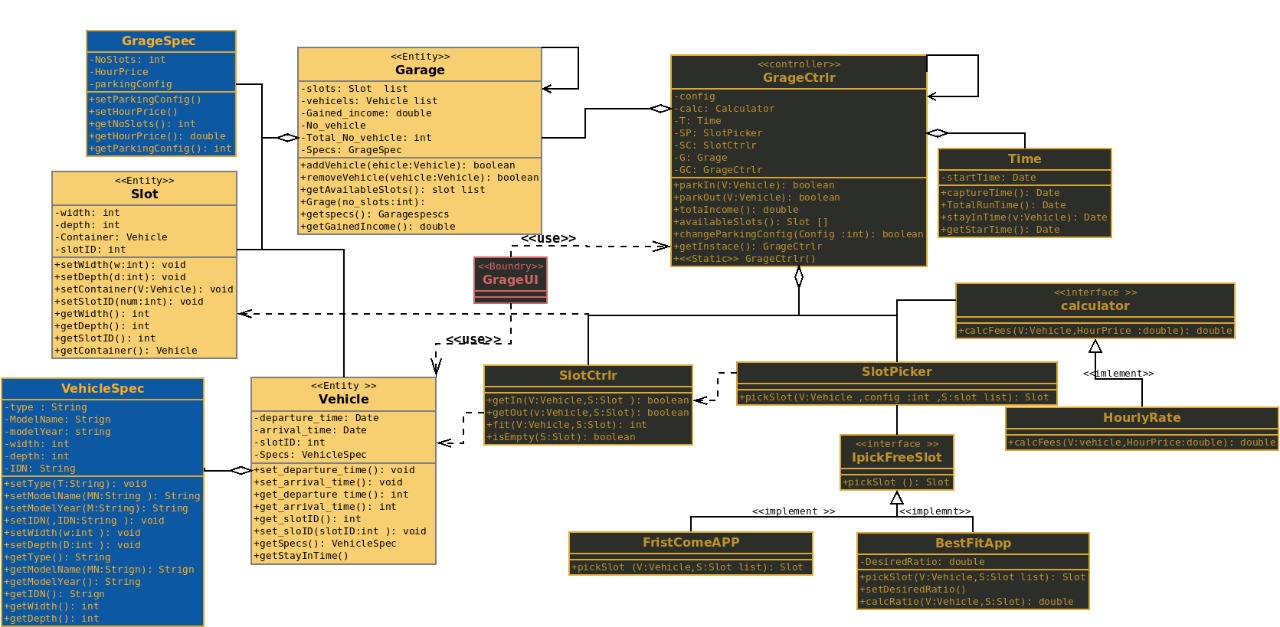 GrageSpec
-NoSlots: int
-HourPrice
-parkingConfig
+setParkingConfig()
+setHourPrice()
+getNoSlots(): int
+getHourPrice(): double
+getParkingConfig(): int
<<Entity>>
Garage
-slots: Slot  list
-vehicels: Vehicle list
-Gained_income: double
-No_vehicle
-Total_No_vehicle: int
-Specs: GrageSpec
+addVehicle(ehicle:Vehicle): boolean
+removeVehicle(vehicle:Vehicle): boolean
+getAvailableSlots(): slot list
+Grage(no_slots:int):
+getspecs(): Garagespescs
+getGainedIncome(): double
<<controller>>
GrageCtrlr
-config
-calc: Calculator
-T: Time
-SP: SlotPicker
-SC: SlotCtrlr
-G: Grage
-GC: GrageCtrlr
+parkIn(V:Vehicle): boolean
+parkOut(V:Vehicle): boolean
+totaIncome(): double
+availableSlots(): Slot []
+changeParkingConfig(Config :int): boolean
+getInstace(): GrageCtrlr
+<<Static>> GrageCtrlr()
Time
-startTime: Date
+captureTime(): Date
+TotalRunTime(): Date
+stayInTime(v:Vehicle): Date
+getStarTime(): Date
<<Entity>>
Slot
-width: int
-depth: int
-Container: Vehicle
-slotID: int
+setWidth(w:int): void
+setDepth(d:int): void
+setContainer(V:Vehicle): void
+setSlotID(num:int): void
+getWidth(): int
+getDepth(): int
+getSlotID(): int
+getContainer(): Vehicle
<<use>>
<<Boundry>>
GrageUI
<<use>>
<<interface >>
calculator
+calcFees(V:Vehicle,HourPrice :double): double
<<imlement>>
HourlyRate
+calcFees(V:vehicle,HourPrice:double): double
VehicleSpec
-type : String
-ModelName: Strign
-modelYear: string
-width: int
-depth: int
-IDN: String
+setType(T:String): void
+setModelName(MN:String ): String
+setModelYear(M:String): String
+setIDN(,IDN:String ): void
+setWidth(w:int ): void
+setDepth(D:int ): void
+getType(): String
+getModelName(MN:Strign): Strign
+getModelYear(): String
+getIDN(): Strign
+getWidth(): int
+getDepth(): int
<<Entity >>
Vehicle
-departure_time: Date
-arrival_time: Date
-slotID: int
-Specs: VehicleSpec
+set_departure_time(): void
+set_arrival_time(): void
+get_departure time(): int
+get_arrival_time(): int
+get_slotID(): int
+set_sloID(slotID:int ): void
+getSpecs(): VehicleSpec
+getStayInTime()
SlotCtrlr
+getIn(V:Vehicle,S:Slot ): boolean
+getOut(v:Vehicle,S:Slot): boolean
+fit(V:Vehicle,S:Slot): int
+isEmpty(S:Slot): boolean
SlotPicker
+pickSlot(V:Vehicle ,config :int ,S:slot list): Slot
<<interface >>
IpickFreeSlot
+pickSlot (): Slot
<<implement >>
<<implemnt>>
FristComeAPP
+pickSlot (V:Vehicle,S:Slot list): Slot
BestFitApp
-DesiredRatio: double
+pickSlot(V:Vehicle,S:Slot list): Slot
+setDesiredRatio()
+calcRatio(V:Vehicle,S:Slot): double